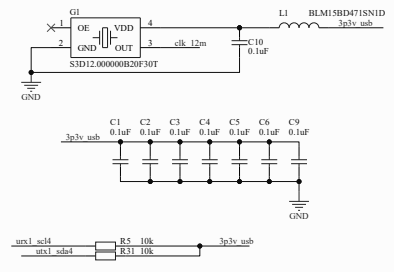 G1
L1 BLM15BD471SN1D
1 OE VDD 4 3p3v_usb
2 GND OUT 3 clk_12m
C10
0.1uF
S3D12.000000B20F30T
GND
C1 C2 C3 C4 C5 C6 C9
3p3v_usb 0.1uF 0.1uF 0.1uF 0.1uF 0.1uF 0.1uF 0.1uF
GND
urx1_scl4 R5 10k 3p3v_usb
utx1_sda4 R31 10k